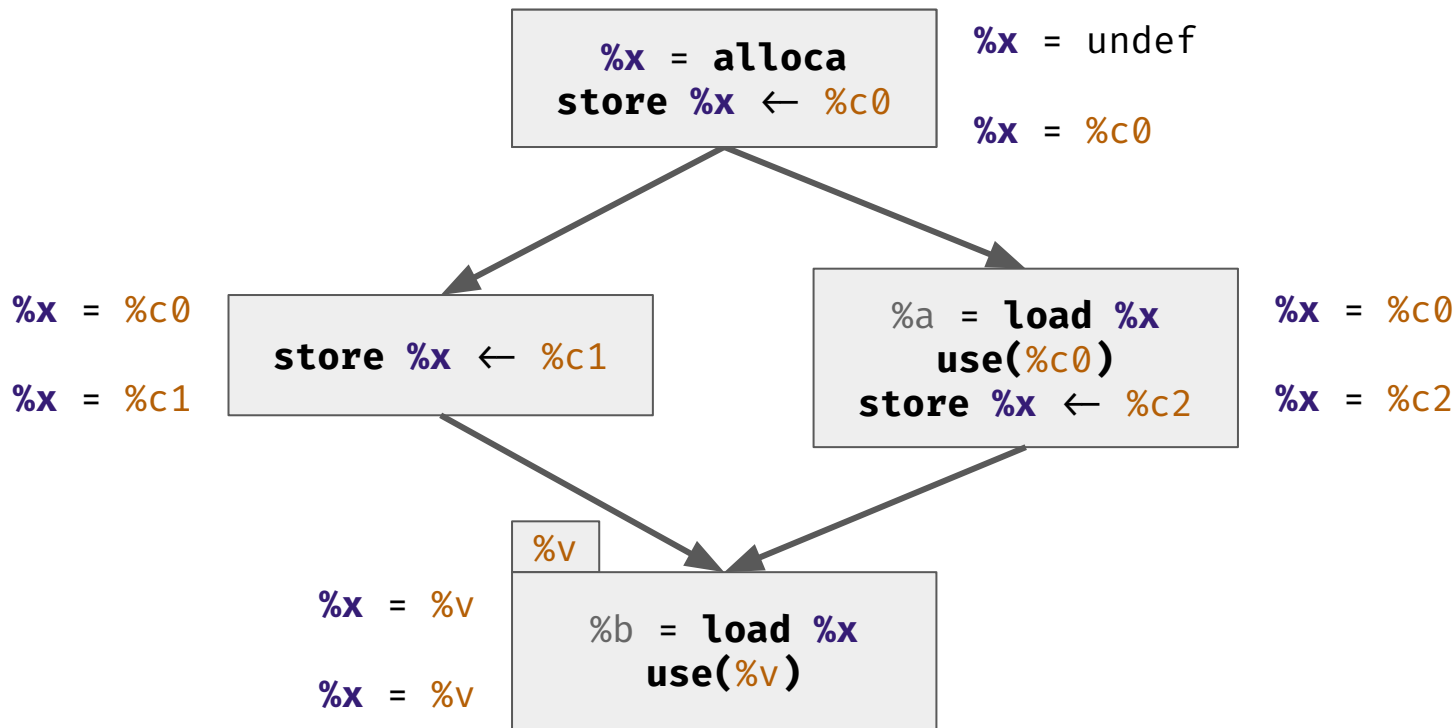 %x = alloca
store %x ← %c0
%x = undef
%x = %c0
%x = %c0
%x = %c1
store %x ← %c1
%a = load %x
use(%c0)
store %x ← %c2
%x = %c0
%x = %c2
%v
%x = %v
%x = %v
%b = load %x
use(%v)